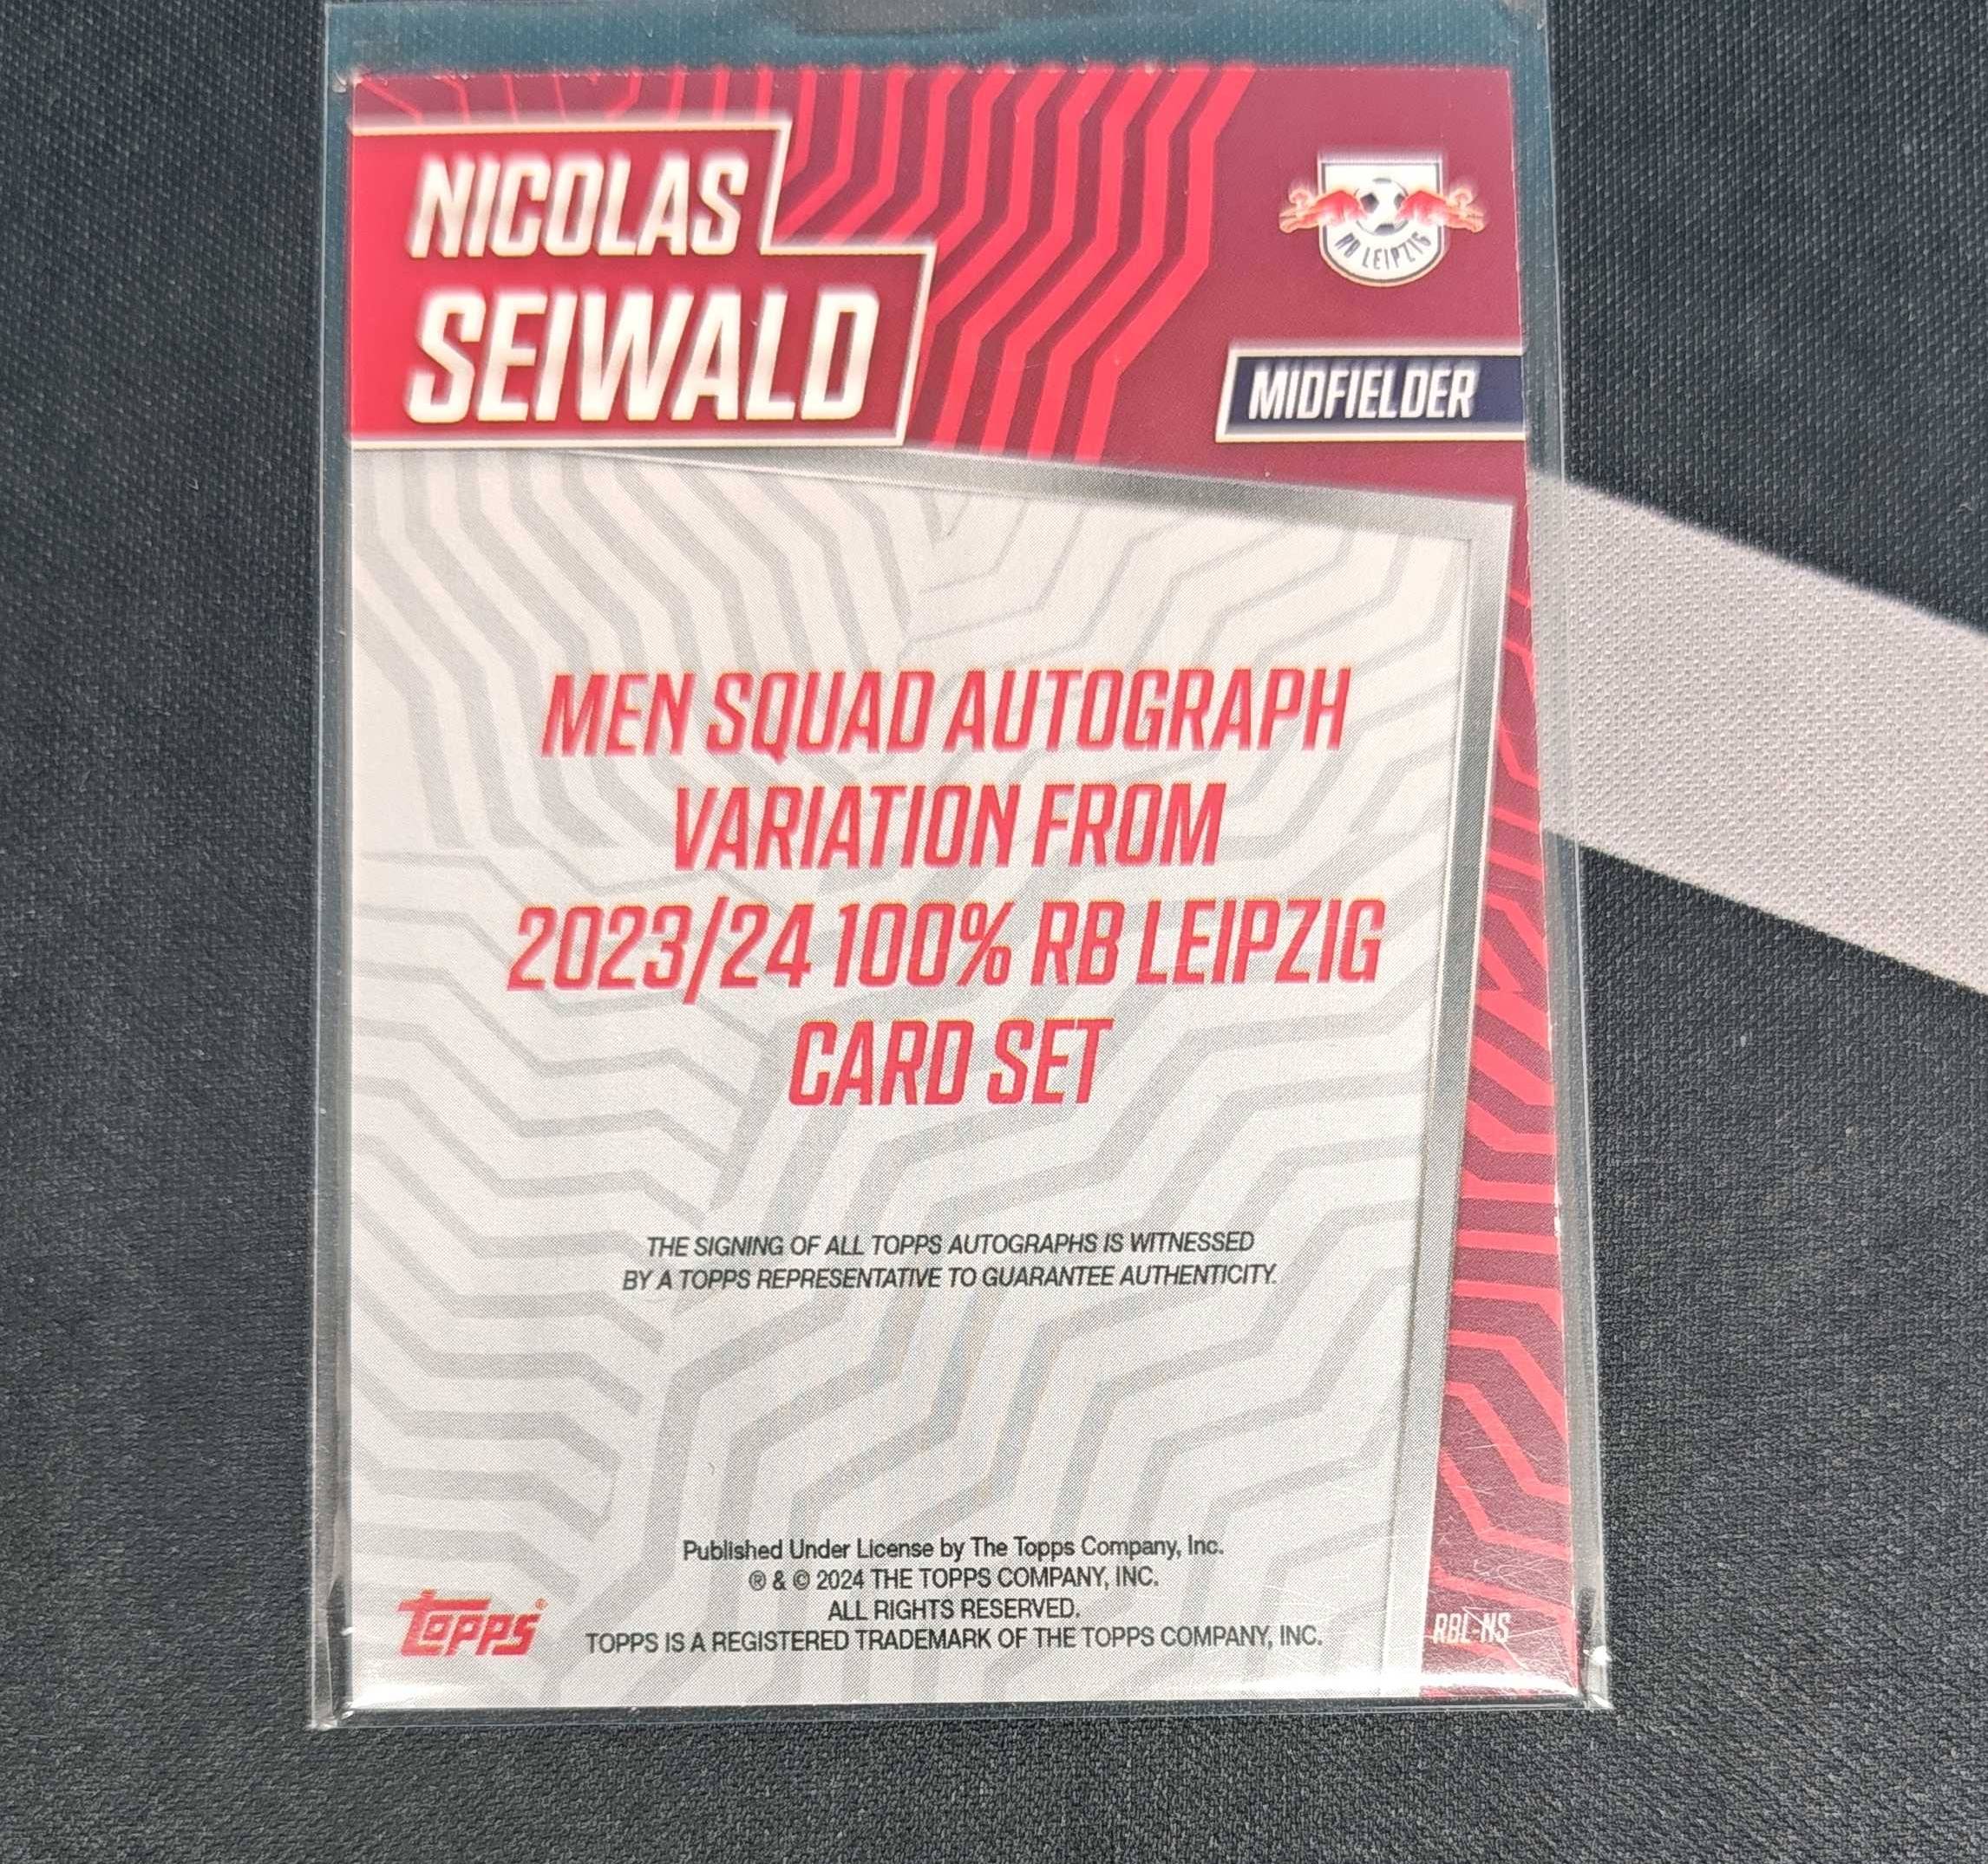 NICOLAS
SEIWALD
RB LEIPZIG
MIDFIELDER
MEN SQUAD AUTOGRAPH
VARIATION FROM
2023/24 100% RB LEIPZIG
CARD SET
THE SIGNING OF ALL TOPPS AUTOGRAPHS IS WITNESSED
BY A TOPPS REPRESENTATIVE TO GUARANTEE AUTHENTICITY.
Published Under License by The Topps Company, Inc.
® & © 2024 THE TOPPS COMPANY, INC.
ALL RIGHTS RESERVED.
TOPPS IS A REGISTERED TRADEMARK OF THE TOPPS COMPANY, INC.
topps®
RBL-NS